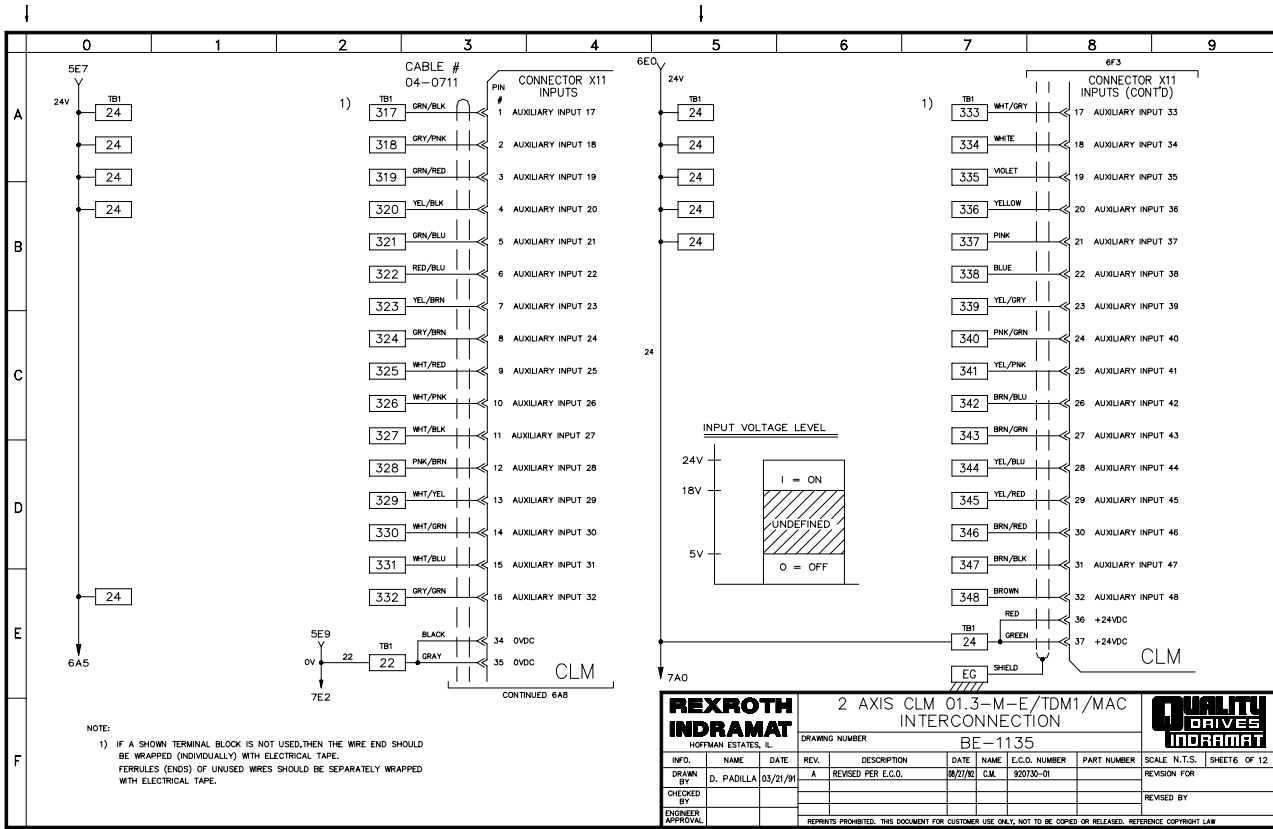 0 1 2 3 4 5 6 7 8 9
A
B
C
D
E
F
5E7
24V
TB1
24
24
24
24
24
6A5
CABLE #
04-0711
PIN
#
CONNECTOR X11
INPUTS
1)
TB1
317 GRN/BLK 1 AUXILIARY INPUT 17
318 GRY/PNK 2 AUXILIARY INPUT 18
319 GRN/RED 3 AUXILIARY INPUT 19
320 YEL/BLK 4 AUXILIARY INPUT 20
321 GRN/BLU 5 AUXILIARY INPUT 21
322 RED/BLU 6 AUXILIARY INPUT 22
323 YEL/BRN 7 AUXILIARY INPUT 23
324 GRY/BRN 8 AUXILIARY INPUT 24
325 WHT/RED 9 AUXILIARY INPUT 25
326 WHT/PNK 10 AUXILIARY INPUT 26
327 WHT/BLK 11 AUXILIARY INPUT 27
328 PNK/BRN 12 AUXILIARY INPUT 28
329 WHT/YEL 13 AUXILIARY INPUT 29
330 WHT/GRN 14 AUXILIARY INPUT 30
331 WHT/BLU 15 AUXILIARY INPUT 31
332 GRY/GRN 16 AUXILIARY INPUT 32
BLACK 34 0VDC
5E9
0V 22
TB1
22 GRAY 35 0VDC
7E2
CLM
CONTINUED 6A8
6E0
24V
TB1
24
24
24
24
24
24
7A0
INPUT VOLTAGE LEVEL
24V
I = ON
18V
UNDEFINED
5V
O = OFF
6F3
CONNECTOR X11
INPUTS (CONT'D)
1)
TB1
333 WHT/GRY 17 AUXILIARY INPUT 33
334 WHITE 18 AUXILIARY INPUT 34
335 VIOLET 19 AUXILIARY INPUT 35
336 YELLOW 20 AUXILIARY INPUT 36
337 PINK 21 AUXILIARY INPUT 37
338 BLUE 22 AUXILIARY INPUT 38
339 YEL/GRY 23 AUXILIARY INPUT 39
340 PNK/GRN 24 AUXILIARY INPUT 40
341 YEL/PNK 25 AUXILIARY INPUT 41
342 BRN/BLU 26 AUXILIARY INPUT 42
343 BRN/GRN 27 AUXILIARY INPUT 43
344 YEL/BLU 28 AUXILIARY INPUT 44
345 YEL/RED 29 AUXILIARY INPUT 45
346 BRN/RED 30 AUXILIARY INPUT 46
347 BRN/BLK 31 AUXILIARY INPUT 47
348 BROWN 32 AUXILIARY INPUT 48
RED 36 +24VDC
TB1
24 GREEN 37 +24VDC
EG SHIELD
CLM
NOTE:
1) IF A SHOWN TERMINAL BLOCK IS NOT USED,THEN THE WIRE END SHOULD
BE WRAPPED (INDIVIDUALLY) WITH ELECTRICAL TAPE.
FERRULES (ENDS) OF UNUSED WIRES SHOULD BE SEPARATELY WRAPPED
WITH ELECTRICAL TAPE.
REXROTH
INDRAMAT
HOFFMAN ESTATES, IL.
2 AXIS CLM 01.3-M-E/TDM1/MAC
INTERCONNECTION
DRAWING NUMBER BE-1135
QUALITY
DRIVES
INDRAMAT
INFO. NAME DATE REV. DESCRIPTION DATE NAME E.C.O. NUMBER PART NUMBER SCALE N.T.S. SHEET6 OF 12
DRAWN BY D. PADILLA 03/21/91 A REVISED PER E.C.O. 08/27/92 C.M. 920730-01 REVISION FOR
CHECKED BY REVISED BY
ENGINEER APPROVAL
REPRINTS PROHIBITED. THIS DOCUMENT FOR CUSTOMER USE ONLY, NOT TO BE COPIED OR RELEASED. REFERENCE COPYRIGHT LAW